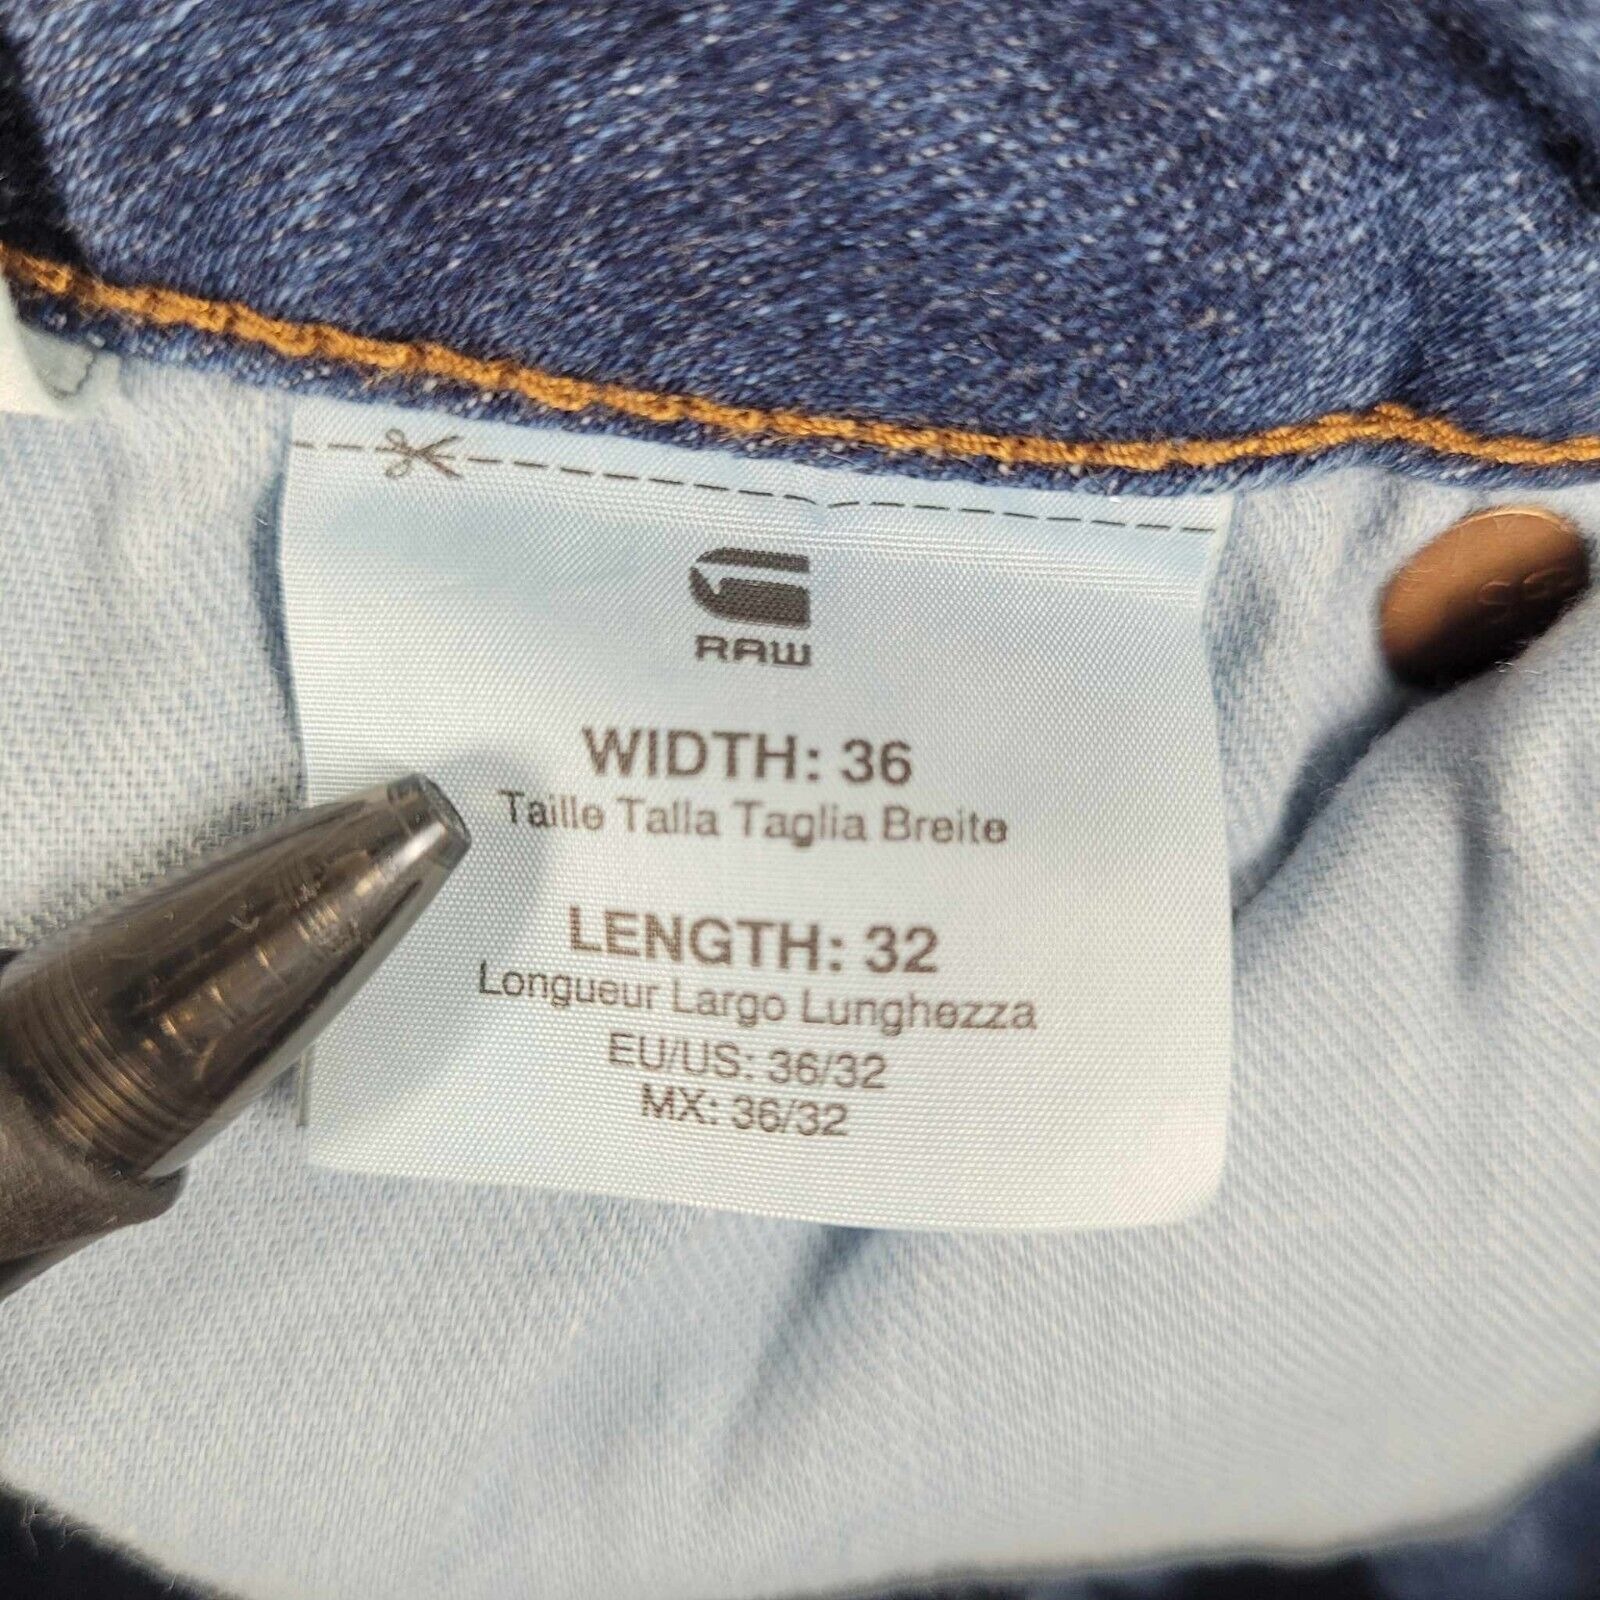 RAW
WIDTH: 36
Taille Talla Taglia Breite
LENGTH: 32
Longueur Largo Lunghezza
EU/US: 36/32
MX: 36/32